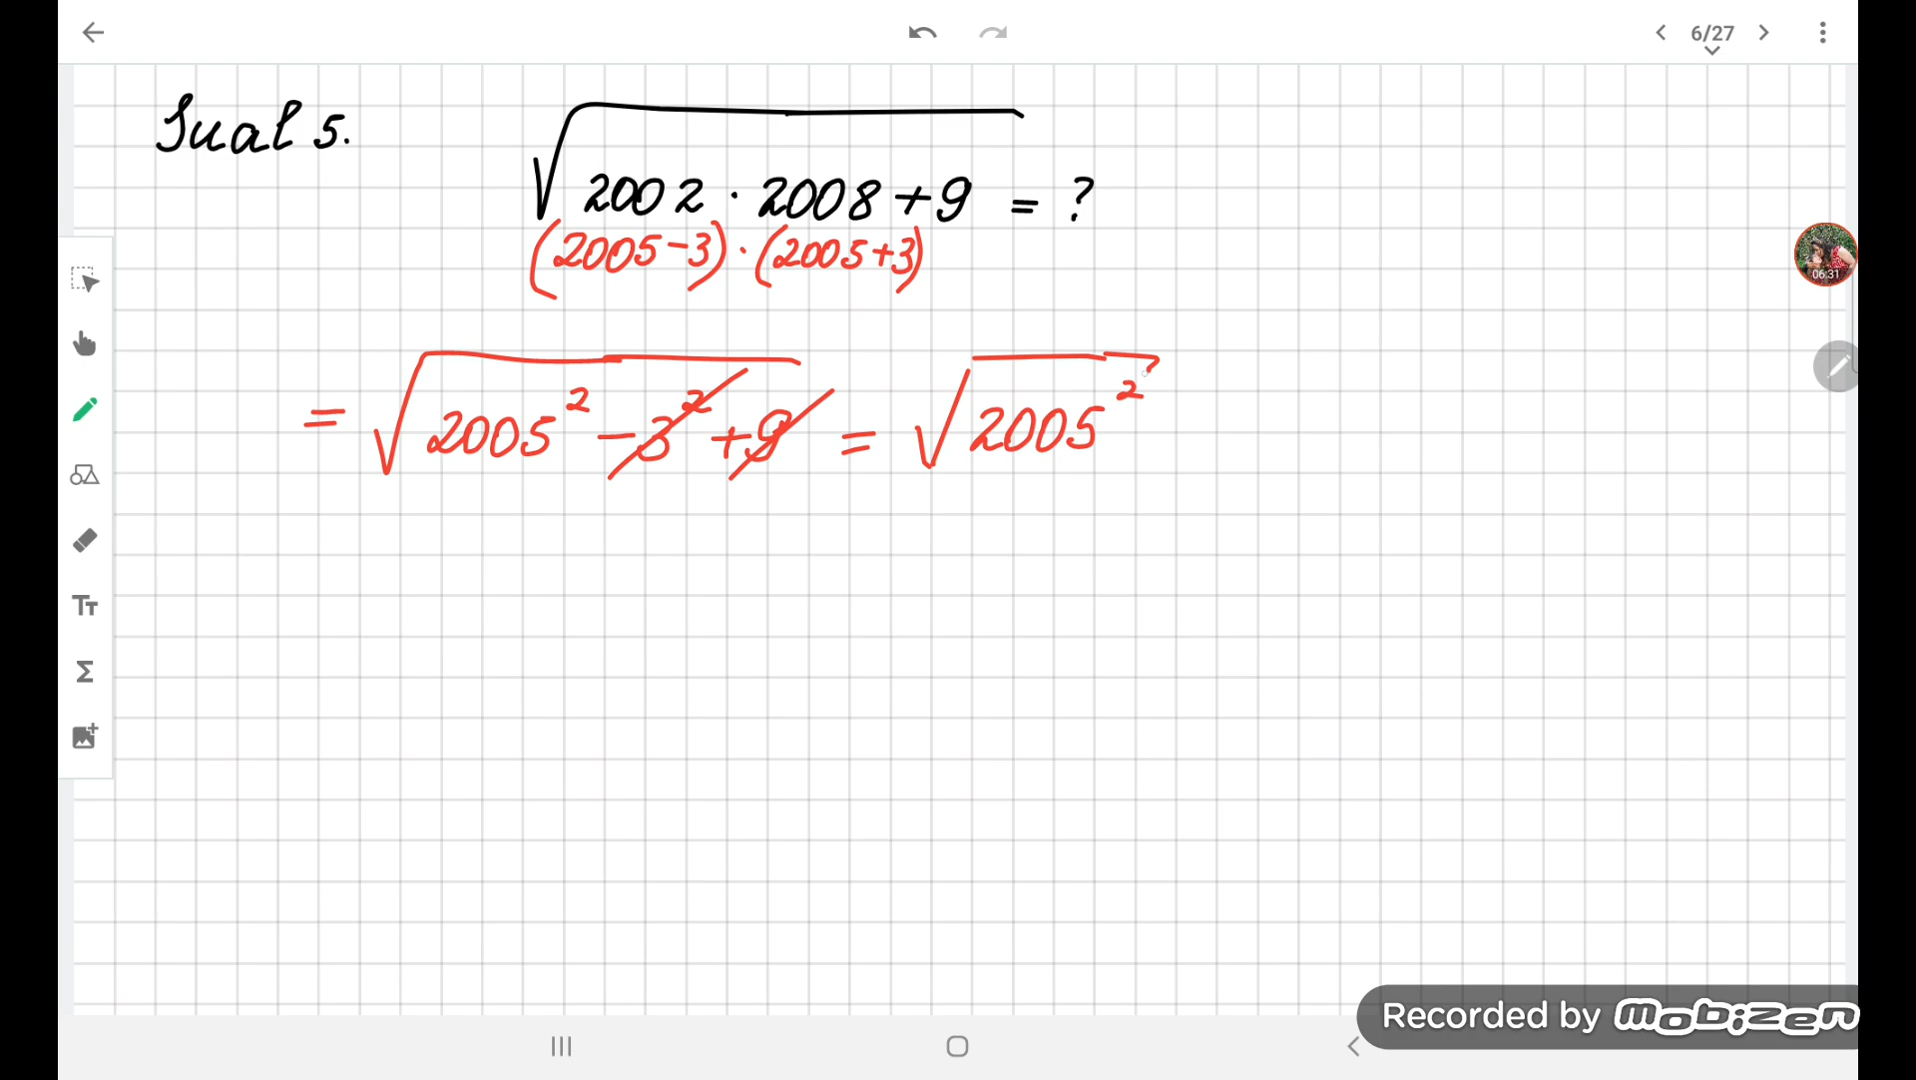 6/27
Sual 5.
√2002 · 2008 + 9 = ?
(2005 - 3) · (2005 + 3)
= √2005² - 3² + 9 = √2005²
06:31
Tт
Σ
Recorded by mobizen